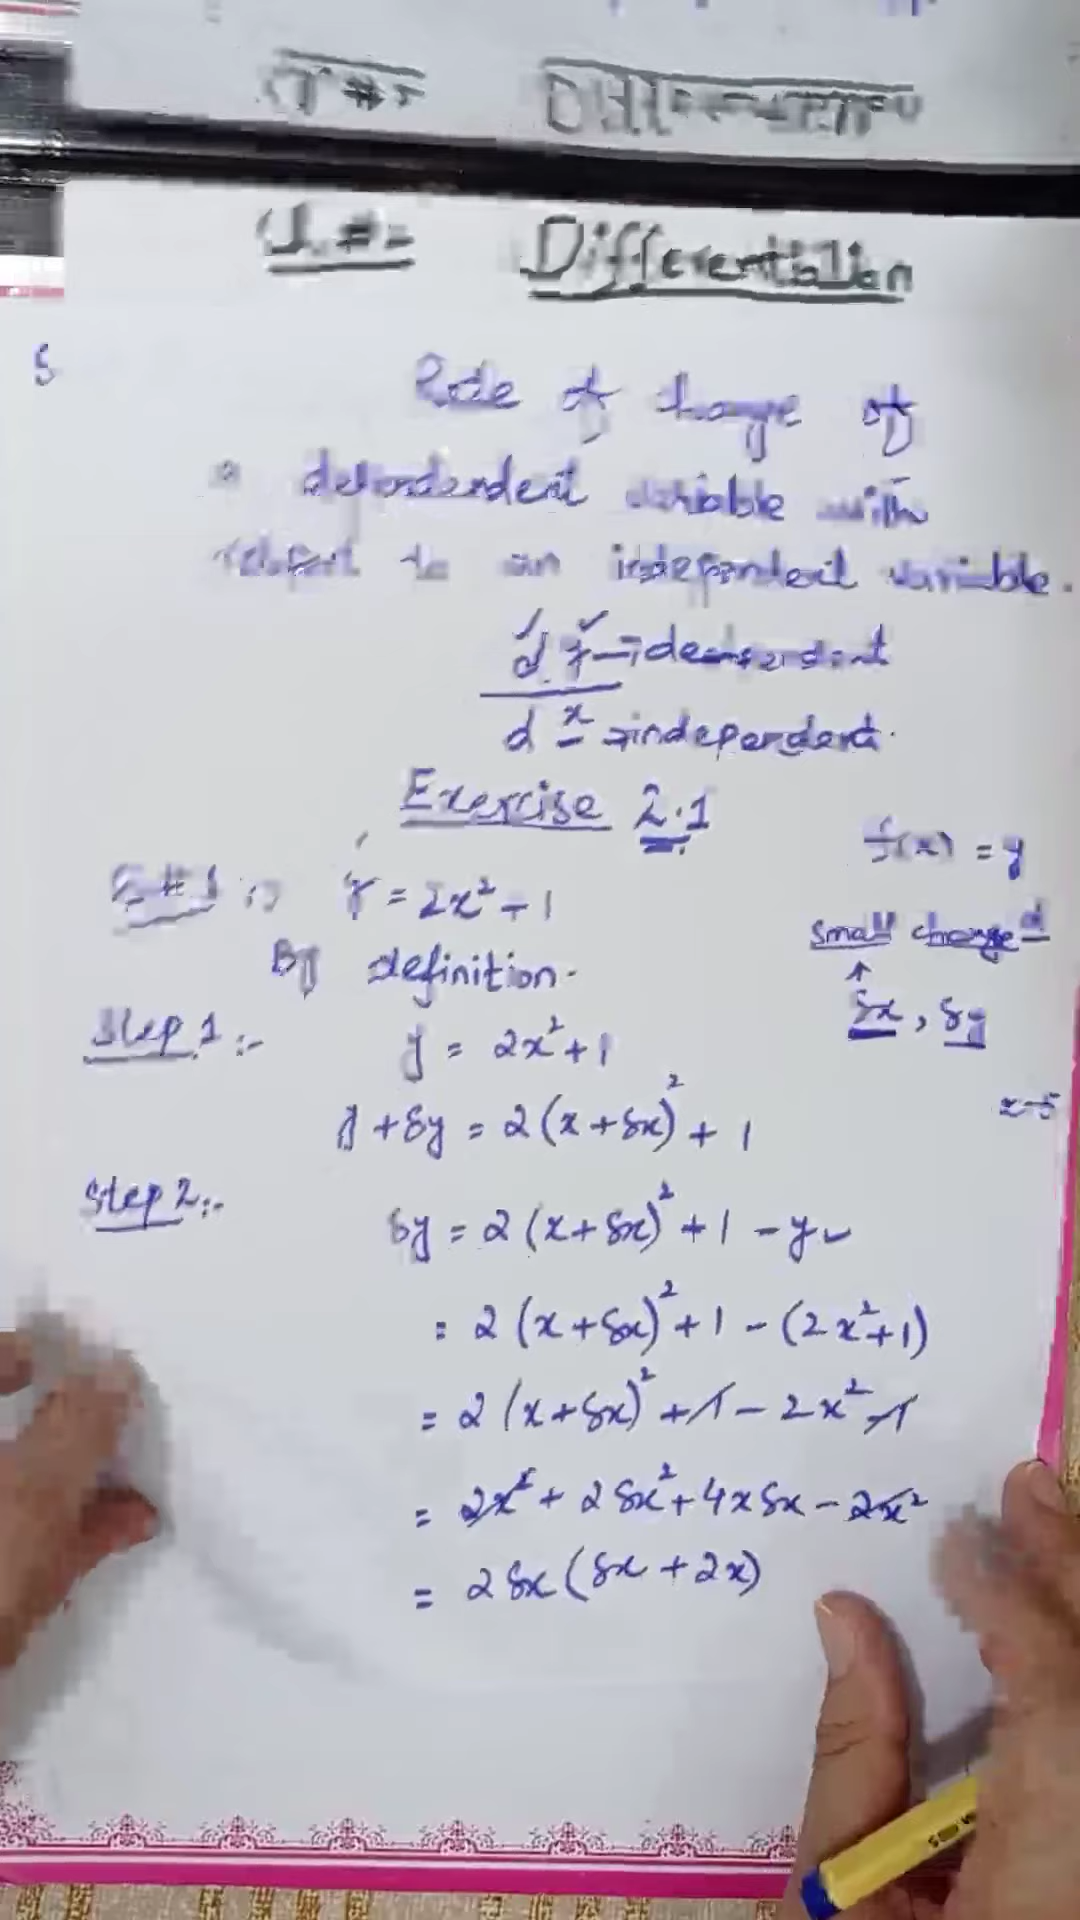 Differentiation
Rate of change of
a dependendent variable with
respect to an independent variable.
dy → dependent
dx → independent.
Exercise 2.1
f(x) = y
y = 2x² + 1
small change
By definition.
δx, δy
Step 1:-
y = 2x² + 1
y + δy = 2(x + δx)² + 1
Step 2:-
δy = 2(x + δx)² + 1 - y
= 2(x + δx)² + 1 - (2x² + 1)
= 2(x + δx)² + 1 - 2x² - 1
= 2x² + 2δx² + 4xδx - 2x²
= 2δx(δx + 2x)